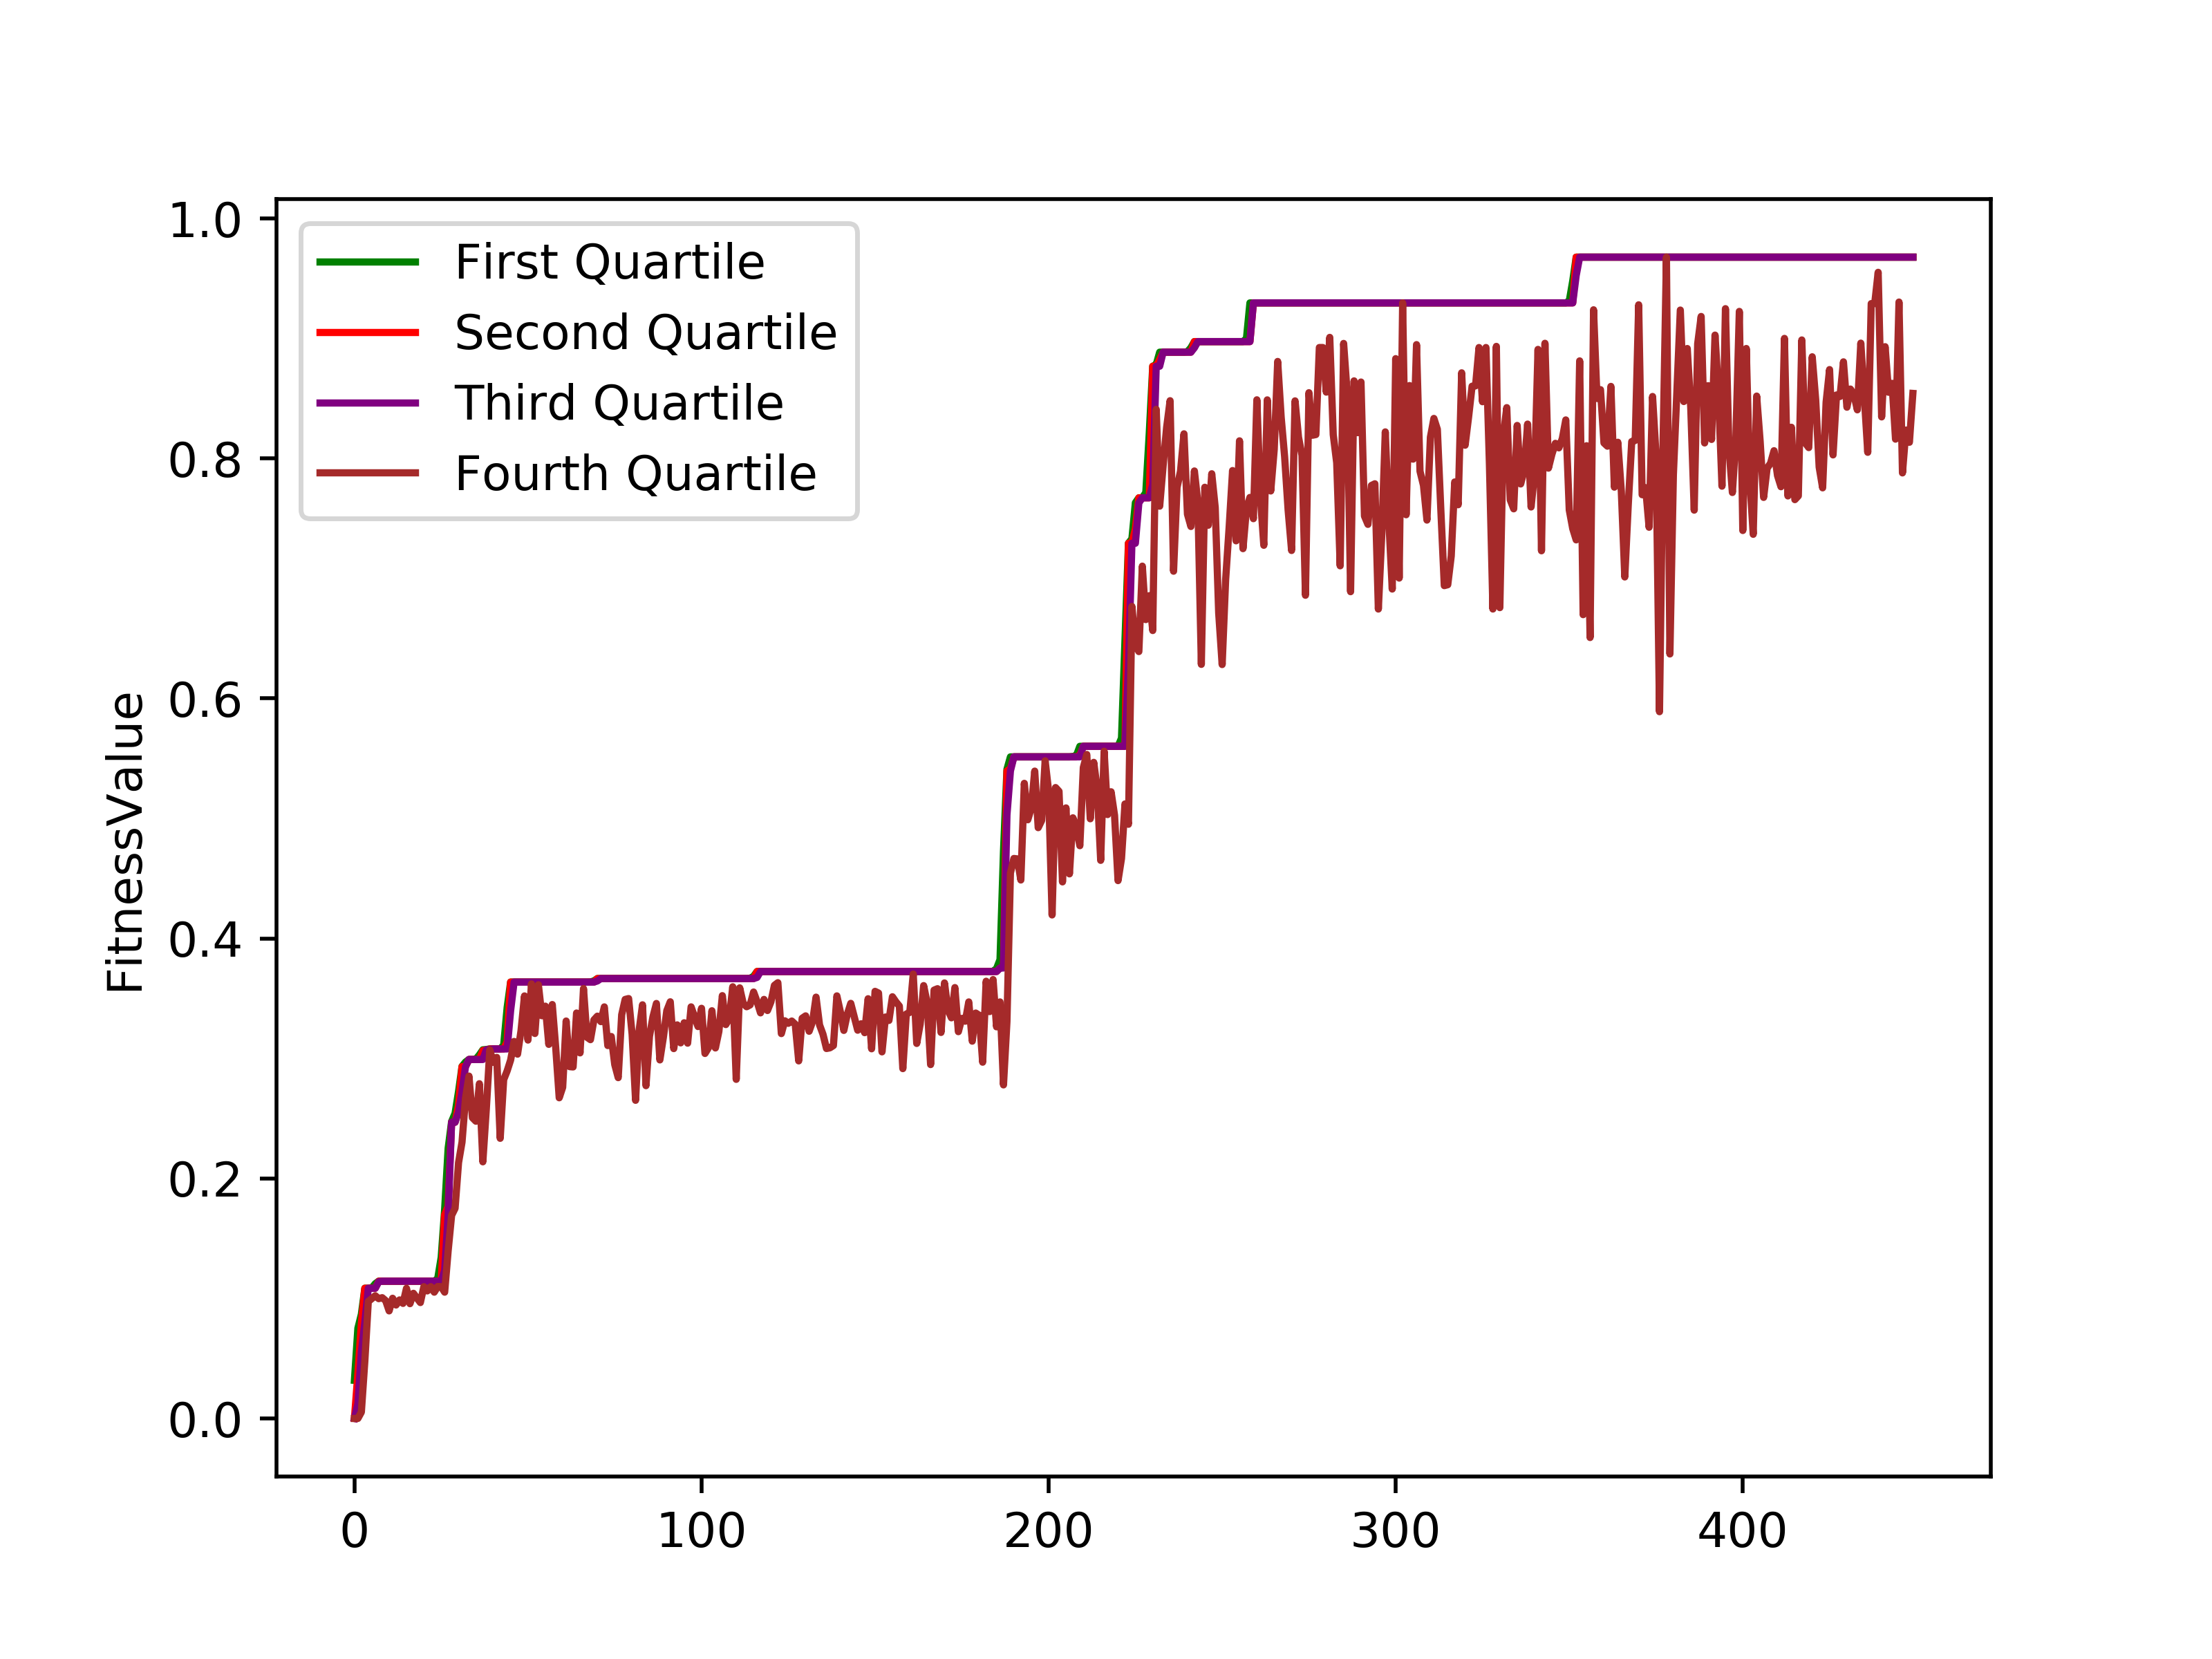 1.0
0.8
0.6
0.4
0.2
0.0
FitnessValue
First Quartile
Second Quartile
Third Quartile
Fourth Quartile
0 100 200 300 400